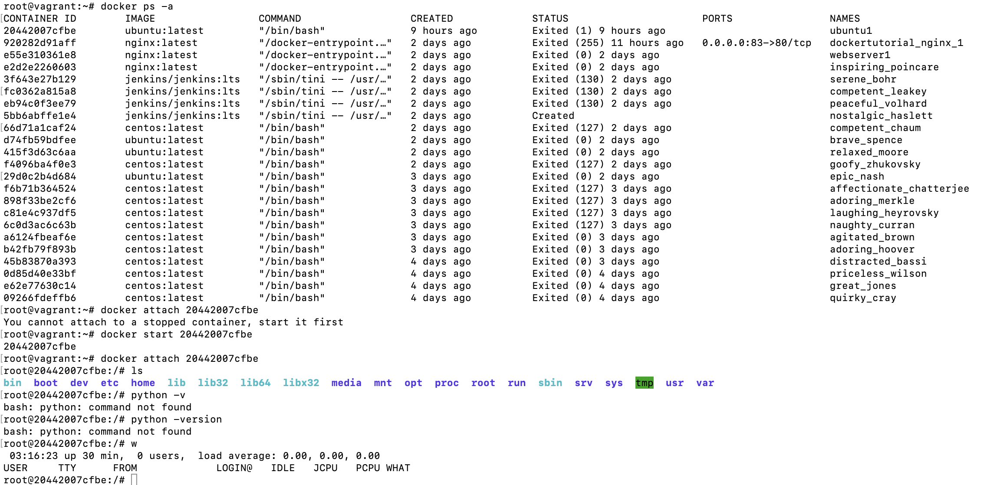 root@vagrant:~# docker ps -a
[CONTAINER ID        IMAGE                 COMMAND                  CREATED             STATUS                      PORTS                NAMES
20442007cfbe        ubuntu:latest         "/bin/bash"              9 hours ago         Exited (1) 9 hours ago                           ubuntu1
920282d91aff        nginx:latest          "/docker-entrypoint.…"   2 days ago          Exited (255) 11 hours ago   0.0.0.0:83->80/tcp   dockertutorial_nginx_1
e55e310361e8        nginx:latest          "/docker-entrypoint.…"   2 days ago          Exited (0) 2 days ago                            webserver1
e2d2e2260603        nginx:latest          "/docker-entrypoint.…"   2 days ago          Exited (0) 2 days ago                            inspiring_poincare
3f643e27b129        jenkins/jenkins:lts   "/sbin/tini -- /usr/…"   2 days ago          Exited (130) 2 days ago                          serene_bohr
[fc0362a815a8        jenkins/jenkins:lts   "/sbin/tini -- /usr/…"   2 days ago          Exited (130) 2 days ago                          competent_leakey
eb94c0f3ee79        jenkins/jenkins:lts   "/sbin/tini -- /usr/…"   2 days ago          Exited (130) 2 days ago                          peaceful_volhard
5bb6abffe1e4        jenkins/jenkins:lts   "/sbin/tini -- /usr/…"   2 days ago          Created                                          nostalgic_haslett
[66d71a1caf24        centos:latest         "/bin/bash"              2 days ago          Exited (127) 2 days ago                          competent_chaum
d74fb59bdfee        ubuntu:latest         "/bin/bash"              2 days ago          Exited (0) 2 days ago                            brave_spence
415f3d63c6aa        ubuntu:latest         "/bin/bash"              2 days ago          Exited (0) 2 days ago                            relaxed_moore
f4096ba4f0e3        centos:latest         "/bin/bash"              2 days ago          Exited (127) 2 days ago                          goofy_zhukovsky
[29d0c2b4d684        ubuntu:latest         "/bin/bash"              3 days ago          Exited (0) 2 days ago                            epic_nash
f6b71b364524        centos:latest         "/bin/bash"              3 days ago          Exited (127) 3 days ago                          affectionate_chatterjee
898f33be2cf6        centos:latest         "/bin/bash"              3 days ago          Exited (127) 3 days ago                          adoring_merkle
c81e4c937df5        centos:latest         "/bin/bash"              3 days ago          Exited (127) 3 days ago                          laughing_heyrovsky
6c0d3ac6c63b        centos:latest         "/bin/bash"              3 days ago          Exited (127) 3 days ago                          naughty_curran
a6124fbeaf6e        centos:latest         "/bin/bash"              3 days ago          Exited (0) 3 days ago                            agitated_brown
b42fb79f893b        centos:latest         "/bin/bash"              3 days ago          Exited (0) 3 days ago                            adoring_hoover
45b83870a393        centos:latest         "/bin/bash"              4 days ago          Exited (0) 3 days ago                            distracted_bassi
0d85d40e33bf        centos:latest         "/bin/bash"              4 days ago          Exited (0) 4 days ago                            priceless_wilson
e62e77630c14        centos:latest         "/bin/bash"              4 days ago          Exited (0) 4 days ago                            great_jones
09266fdeffb6        centos:latest         "/bin/bash"              4 days ago          Exited (0) 4 days ago                            quirky_cray
[root@vagrant:~# docker attach 20442007cfbe
You cannot attach to a stopped container, start it first
[root@vagrant:~# docker start 20442007cfbe
20442007cfbe
[root@vagrant:~# docker attach 20442007cfbe
[root@20442007cfbe:/# ls
bin  boot  dev  etc  home  lib  lib32  lib64  libx32  media  mnt  opt  proc  root  run  sbin  srv  sys  tmp  usr  var
[root@20442007cfbe:/# python -v
bash: python: command not found
[root@20442007cfbe:/# python -version
bash: python: command not found
[root@20442007cfbe:/# w
 03:16:23 up 30 min,  0 users,  load average: 0.00, 0.00, 0.00
USER     TTY      FROM             LOGIN@   IDLE   JCPU   PCPU WHAT
root@20442007cfbe:/#